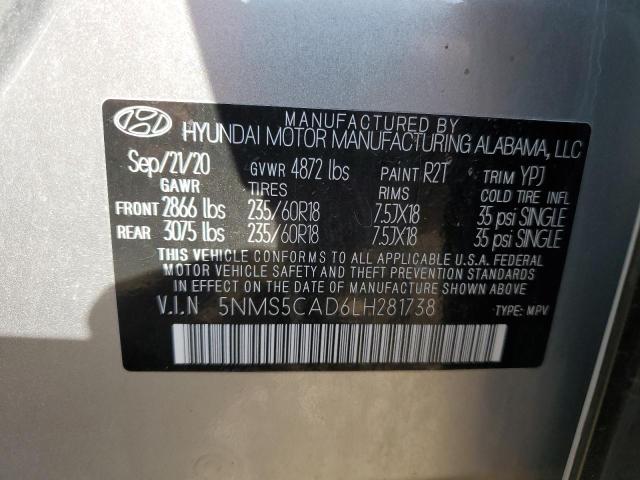 MANUFACTURED BY
HYUNDAI MOTOR MANUFACTURING ALABAMA, LLC
Sep/21/20 GVWR 4872 lbs PAINT R2T TRIM YPJ
GAWR TIRES RIMS COLD TIRE INFL
FRONT 2866 lbs 235/60R18 7.5JX18 35 psi SINGLE
REAR 3075 lbs 235/60R18 7.5JX18 35 psi SINGLE
THIS VEHICLE CONFORMS TO ALL APPLICABLE U.S.A. FEDERAL
MOTOR VEHICLE SAFETY AND THEFT PREVENTION STANDARDS
IN EFFECT ON THE DATE OF MANUFACTURE SHOWN ABOVE.
V.I.N 5NMS5CAD6LH281738 TYPE: MPV